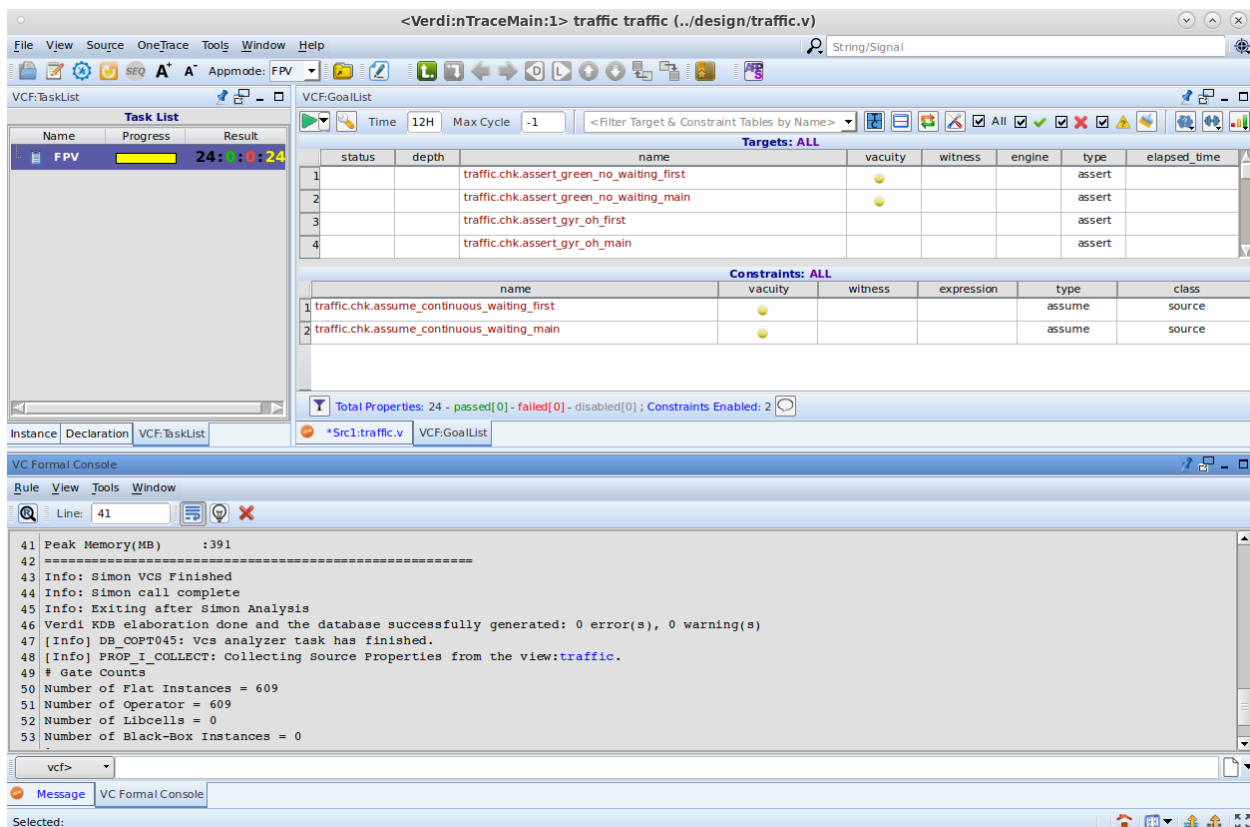 <Verdi:nTraceMain:1> traffic traffic (../design/traffic.v)
File View Source OneTrace Tools Window Help
String/Signal
SEQ A+ A- Appmode: FPV
APPS
VCF:TaskList
Task List
Name Progress Result
FPV 24:0:0:24
Instance Declaration VCF:TaskList
VCF:GoalList
Time 12H Max Cycle -1 <Filter Target & Constraint Tables by Name> All
Targets: ALL
status depth name vacuity witness engine type elapsed_time
1 traffic.chk.assert_green_no_waiting_first assert
2 traffic.chk.assert_green_no_waiting_main assert
3 traffic.chk.assert_gyr_oh_first assert
4 traffic.chk.assert_gyr_oh_main assert
Constraints: ALL
name vacuity witness expression type class
1 traffic.chk.assume_continuous_waiting_first assume source
2 traffic.chk.assume_continuous_waiting_main assume source
Total Properties: 24 - passed[0] - failed[0] - disabled[0] ; Constraints Enabled: 2
*Src1:traffic.v VCF:GoalList
VC Formal Console
Rule View Tools Window
Line: 41
41 Peak Memory(MB) :391
42 =======================================================
43 Info: Simon VCS Finished
44 Info: Simon call complete
45 Info: Exiting after Simon Analysis
46 Verdi KDB elaboration done and the database successfully generated: 0 error(s), 0 warning(s)
47 [Info] DB_COPT045: Vcs analyzer task has finished.
48 [Info] PROP_I_COLLECT: Collecting Source Properties from the view:traffic.
49 # Gate Counts
50 Number of Flat Instances = 609
51 Number of Operator = 609
52 Number of Libcells = 0
53 Number of Black-Box Instances = 0
vcf>
Message VC Formal Console
Selected: